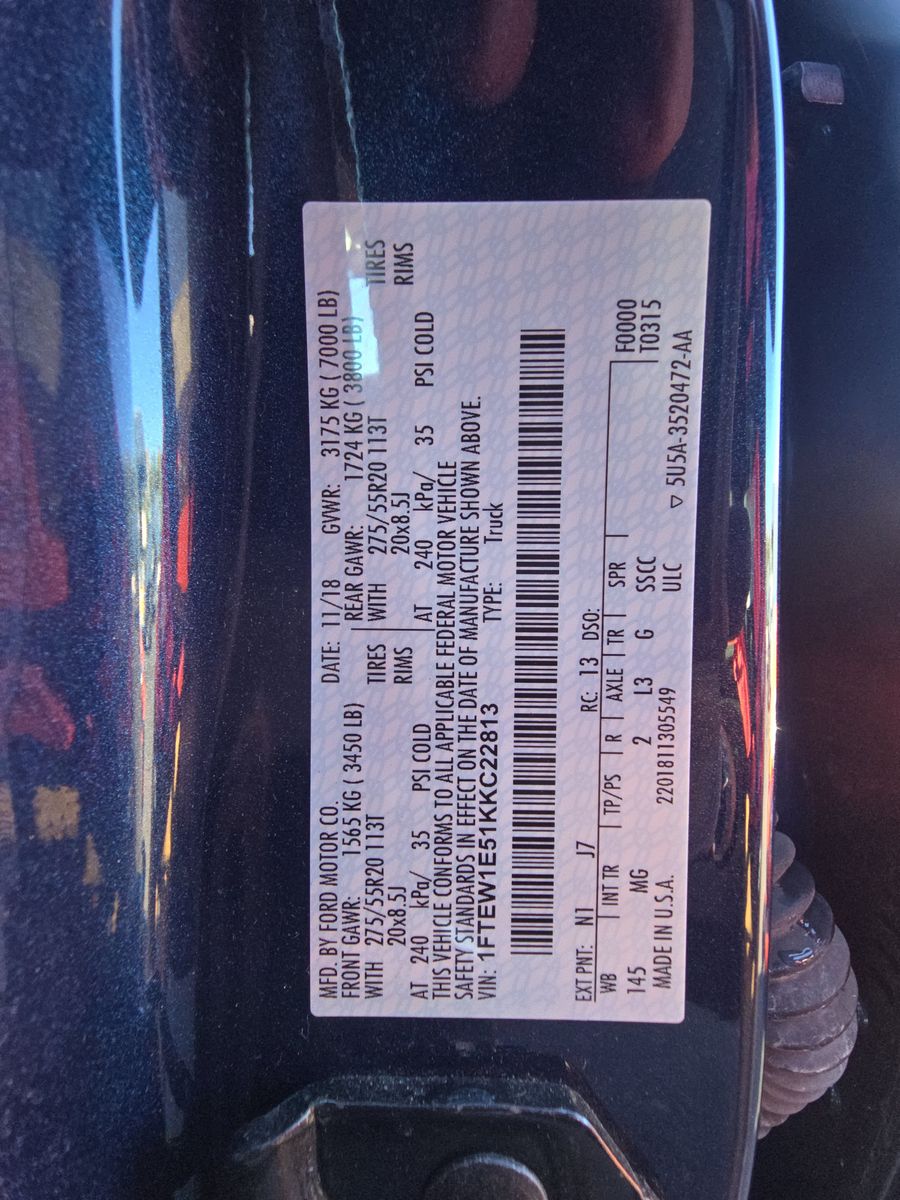 MFD. BY FORD MOTOR CO. DATE: 11/18 GVWR: 3175 KG ( 7000 LB)
FRONT GAWR: 1565 KG ( 3450 LB) REAR GAWR: 1724 KG ( 3800 LB)
WITH 275/55R20 113T TIRES WITH 275/55R20 113T TIRES
20x8.5J RIMS 20x8.5J RIMS
AT 240 kPa/ 35 PSI COLD AT 240 kPa/ 35 PSI COLD
THIS VEHICLE CONFORMS TO ALL APPLICABLE FEDERAL MOTOR VEHICLE
SAFETY STANDARDS IN EFFECT ON THE DATE OF MANUFACTURE SHOWN ABOVE.
VIN: 1FTEW1E51KKC22813 TYPE: Truck
EXT PNT: N1 J7 RC: 13 DSO:
WB INT TR TP/PS R AXLE TR SPR F0000
145 MG 2 L3 G SSCC T0315
MADE IN U.S.A. 2201811305549 ULC ▽ 5U5A-3520472-AA